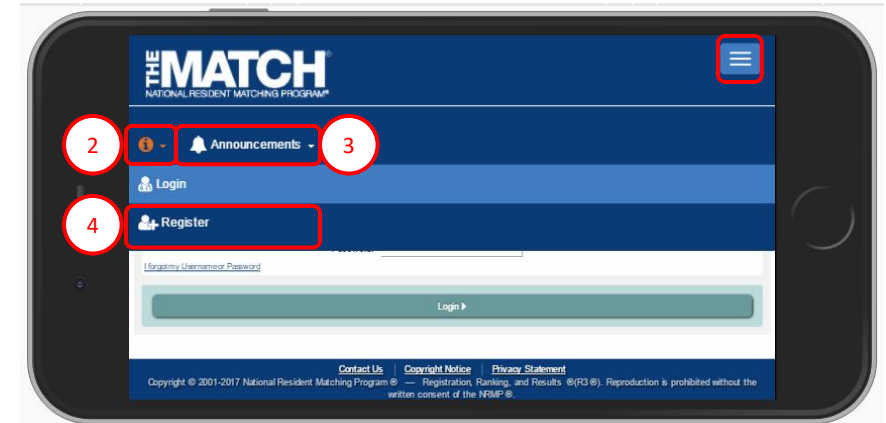 THE MATCH®
NATIONAL RESIDENT MATCHING PROGRAM®
2
Announcements
3
Login
4
Register
I forgot my Username or Password
Login
Contact Us | Copyright Notice | Privacy Statement
Copyright © 2001-2017 National Resident Matching Program ® — Registration, Ranking, and Results ®(R3 ®). Reproduction is prohibited without the
written consent of the NRMP ®.